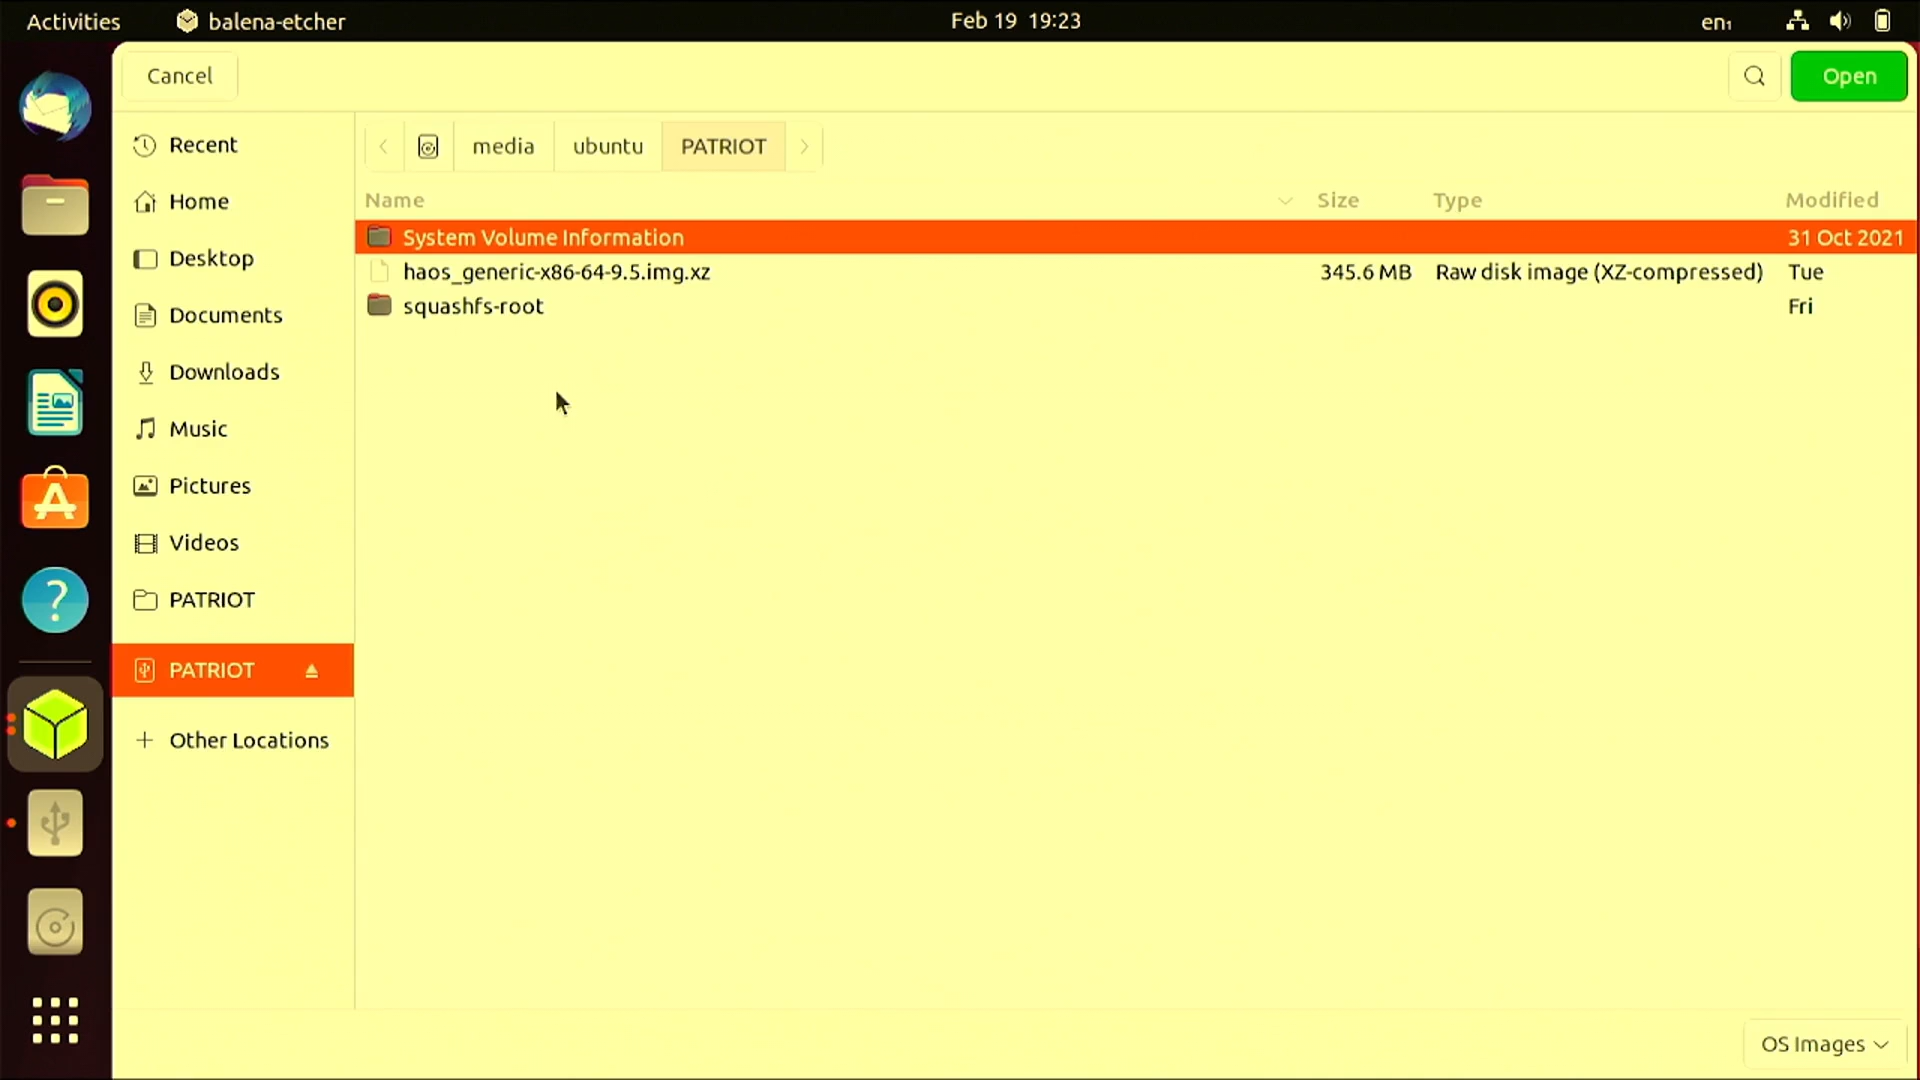 Activities balena-etcher Feb 19 19:23 en₁
Cancel Open
Recent
Home
Desktop
Documents
Downloads
Music
Pictures
Videos
PATRIOT
PATRIOT
Other Locations
media ubuntu PATRIOT
Name Size Type Modified
System Volume Information 31 Oct 2021
haos_generic-x86-64-9.5.img.xz 345.6 MB Raw disk image (XZ-compressed) Tue
squashfs-root Fri
OS Images